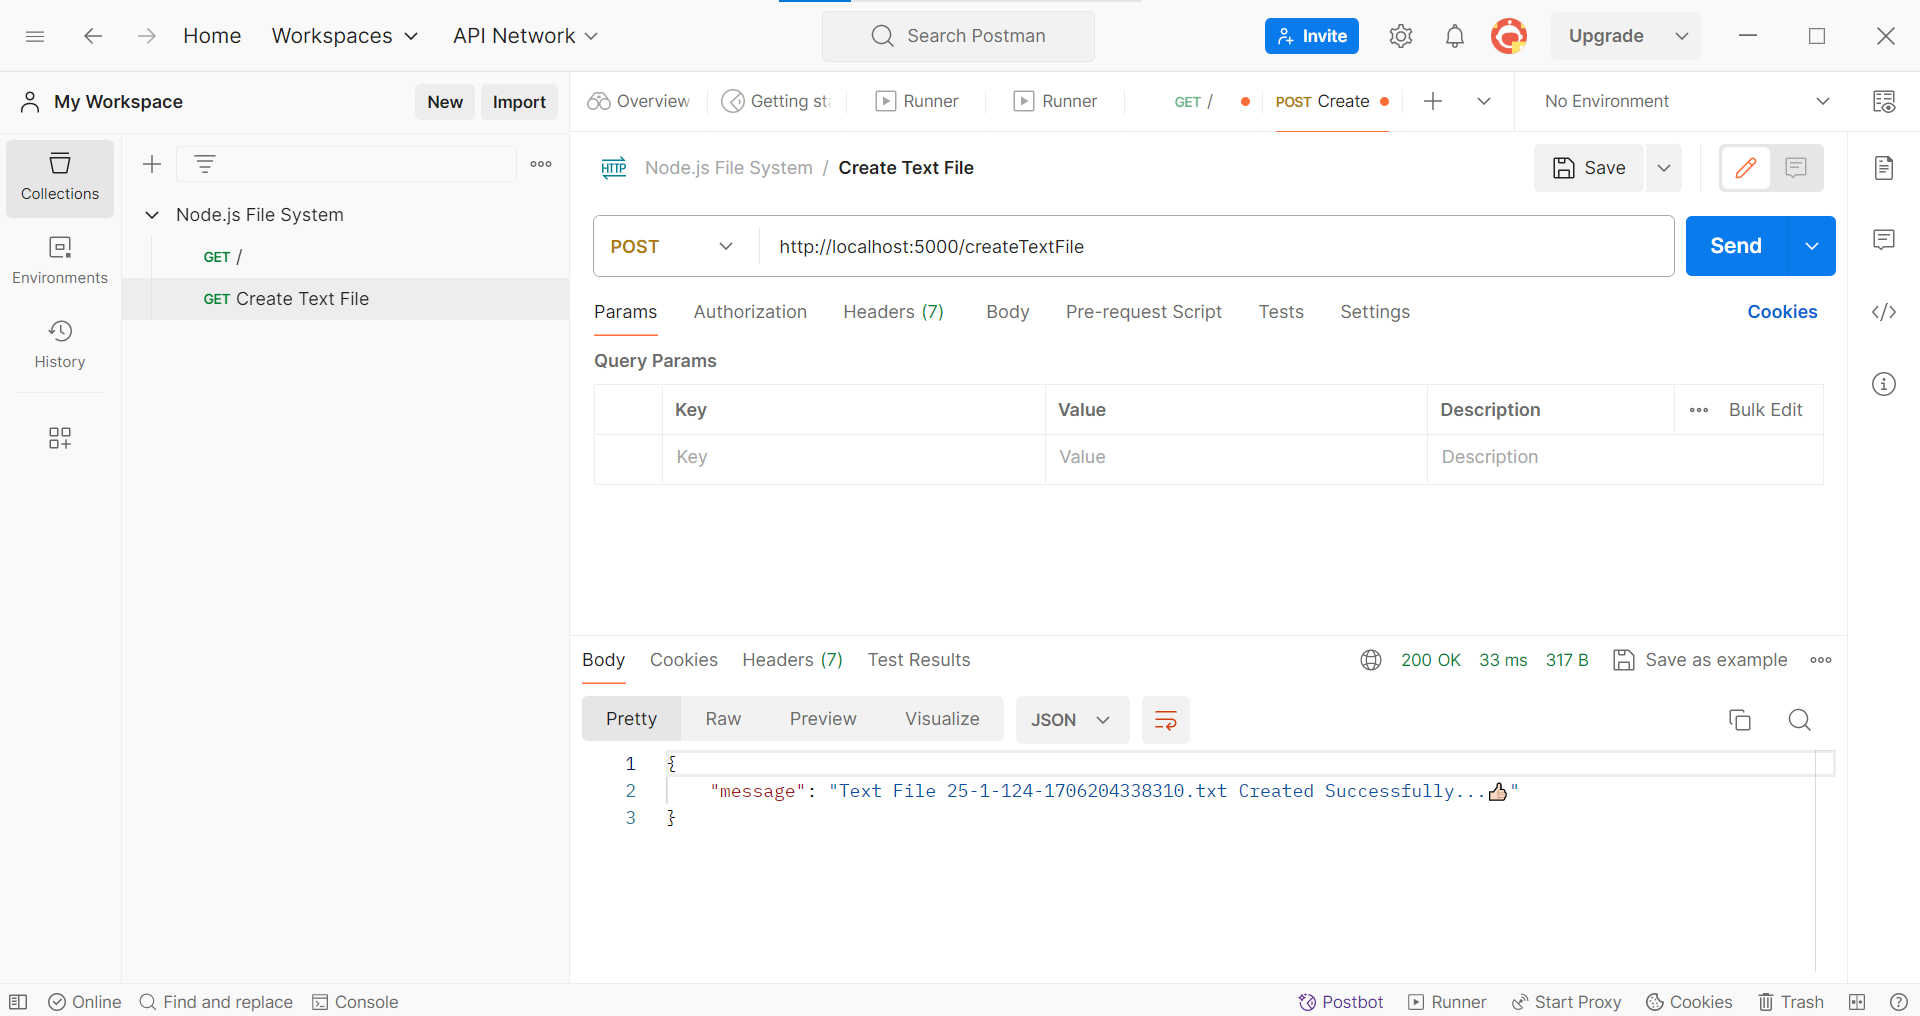 Home Workspaces API Network Search Postman Invite Upgrade
My Workspace New Import Overview Getting sta Runner Runner GET / POST Create No Environment
Collections
Environments
History
Node.js File System
GET /
GET Create Text File
HTTP Node.js File System / Create Text File Save
POST http://localhost:5000/createTextFile Send
Params Authorization Headers (7) Body Pre-request Script Tests Settings Cookies
Query Params
Key Value Description Bulk Edit
Key Value Description
Body Cookies Headers (7) Test Results 200 OK 33 ms 317 B Save as example
Pretty Raw Preview Visualize JSON
1 {
2 "message": "Text File 25-1-124-1706204338310.txt Created Successfully...👍🏻"
3 }
Online Find and replace Console Postbot Runner Start Proxy Cookies Trash